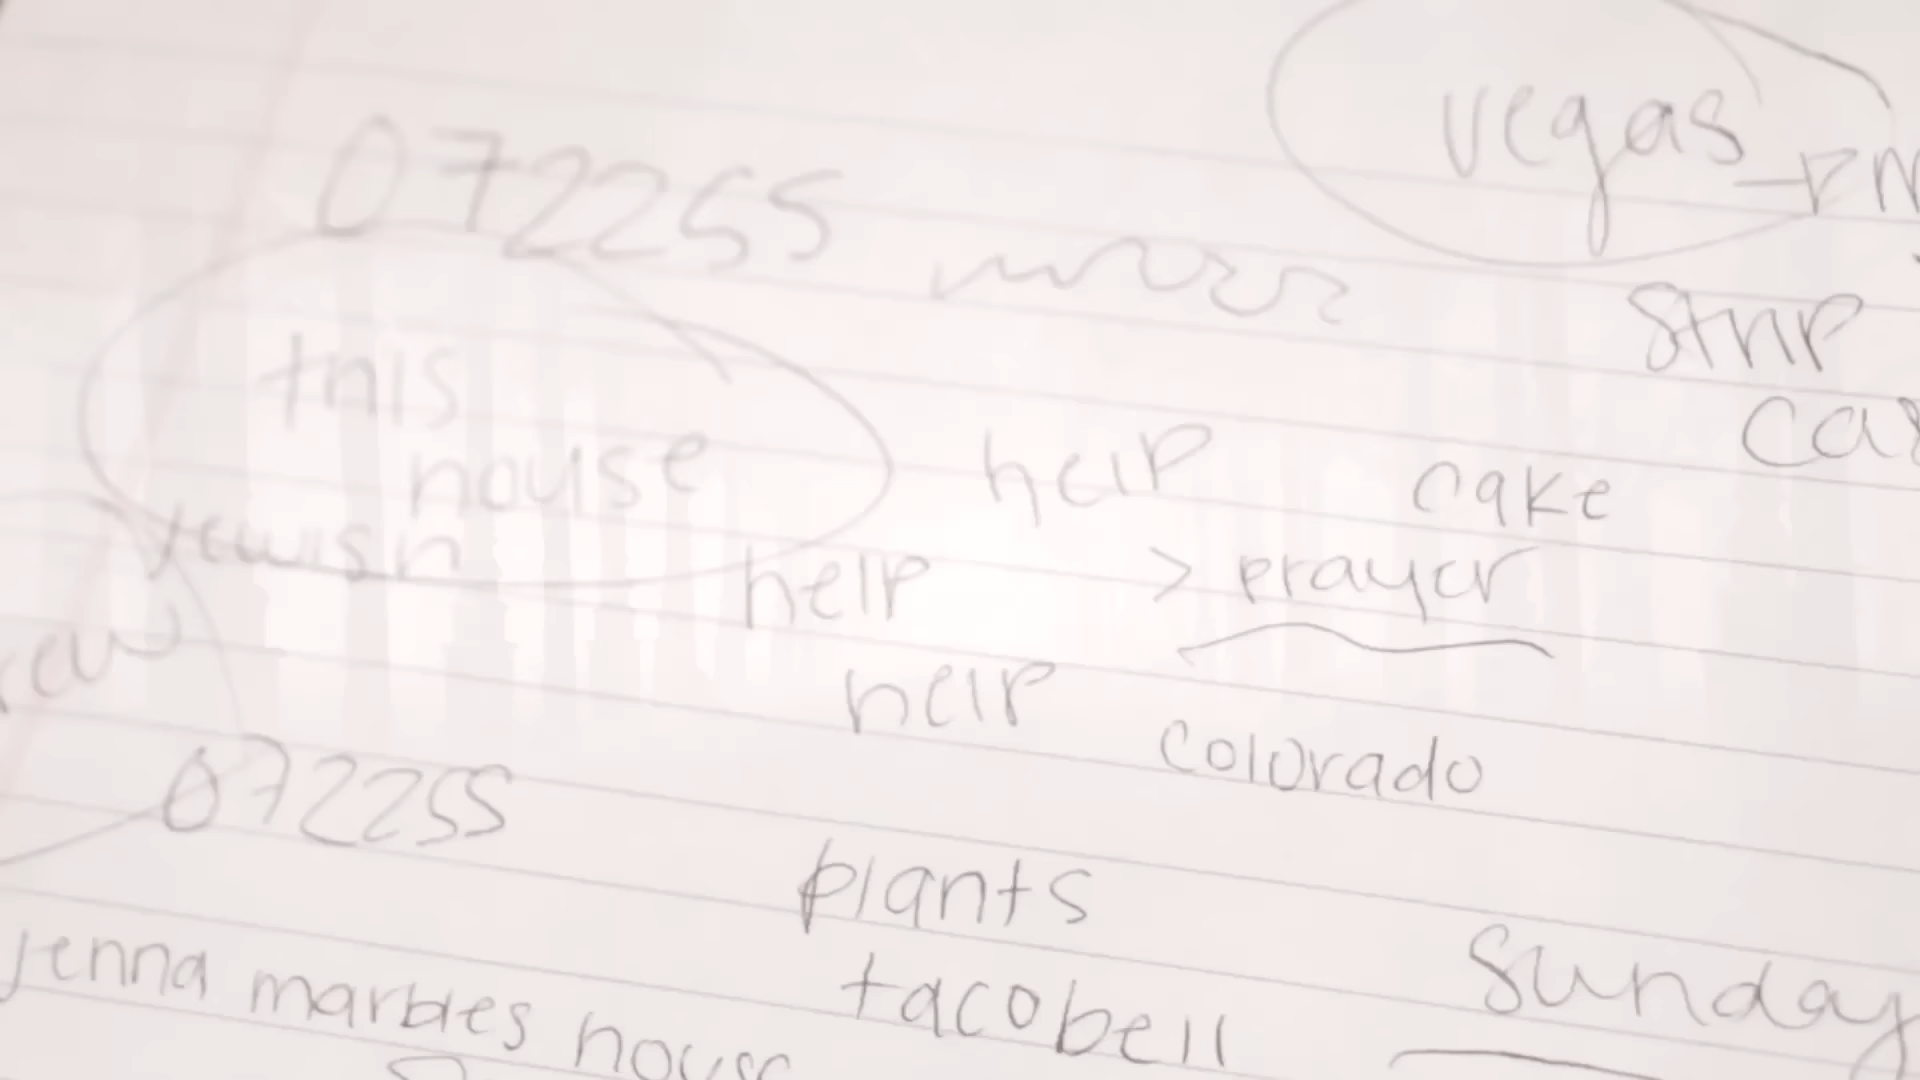 vegas
072255
strip
this
house
help
cake
Jewish
help
> prayer
help
colorado
072255
plants
Sunday
jenna marbles house
tacobell